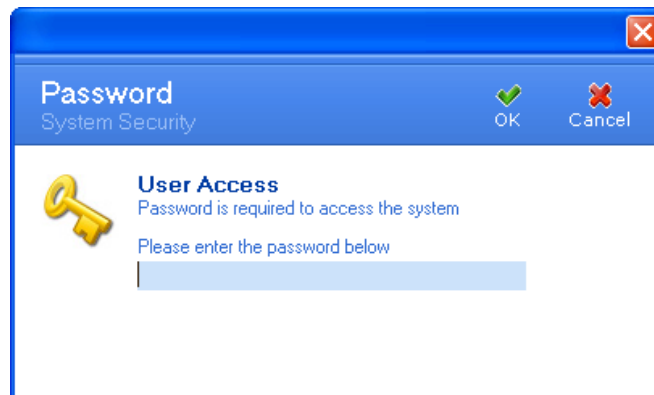 Password
System Security
OK
Cancel
User Access
Password is required to access the system
Please enter the password below